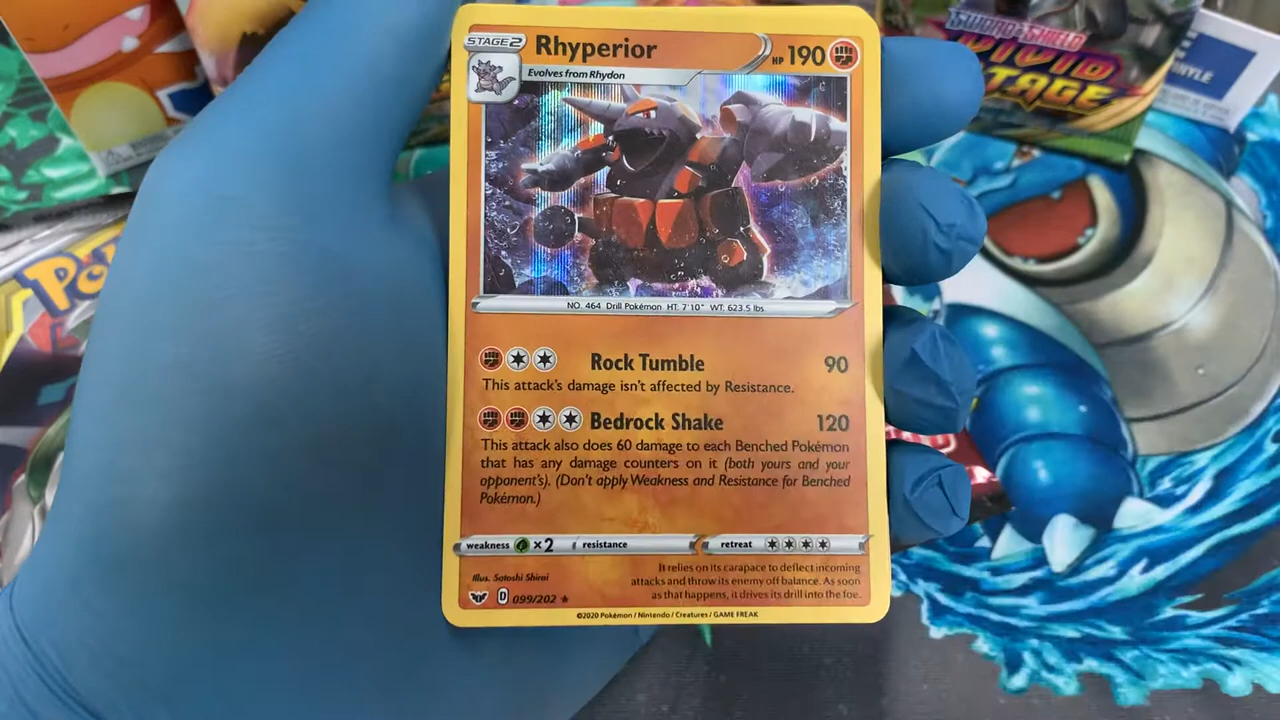 STAGE 2
Rhyperior
HP 190
Evolves from Rhydon
NO. 464 Drill Pokémon HT: 7'10" WT: 623.5 lbs.
Rock Tumble 90
This attack's damage isn't affected by Resistance.
Bedrock Shake 120
This attack also does 60 damage to each Benched Pokémon
that has any damage counters on it (both yours and your
opponent's). (Don't apply Weakness and Resistance for Benched
Pokémon.)
weakness ×2 resistance retreat
It relies on its carapace to deflect incoming
attacks and throw its enemy off balance. As soon
as that happens, it drives its drill into the foe.
Illus. Satoshi Shirai
D 099/202
©2020 Pokémon / Nintendo / Creatures / GAME FREAK
SWORD & SHIELD
VIVID